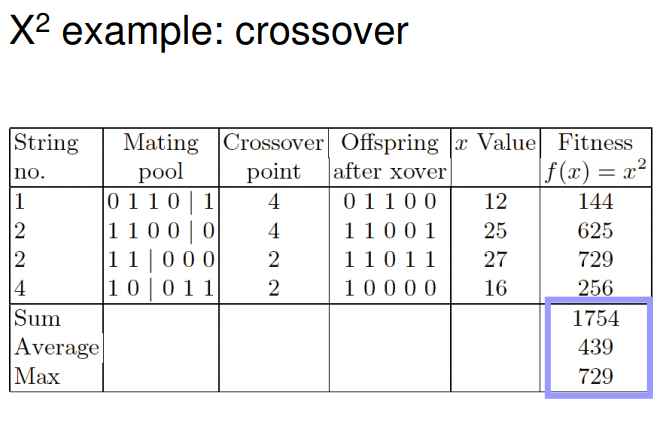 X² example: crossover
String Mating Crossover Offspring x Value Fitness
no. pool point after xover f(x) = x²
1 0 1 1 0 | 1 4 0 1 1 0 0 12 144
2 1 1 0 0 | 0 4 1 1 0 0 1 25 625
2 1 1 | 0 0 0 2 1 1 0 1 1 27 729
4 1 0 | 0 1 1 2 1 0 0 0 0 16 256
Sum 1754
Average 439
Max 729